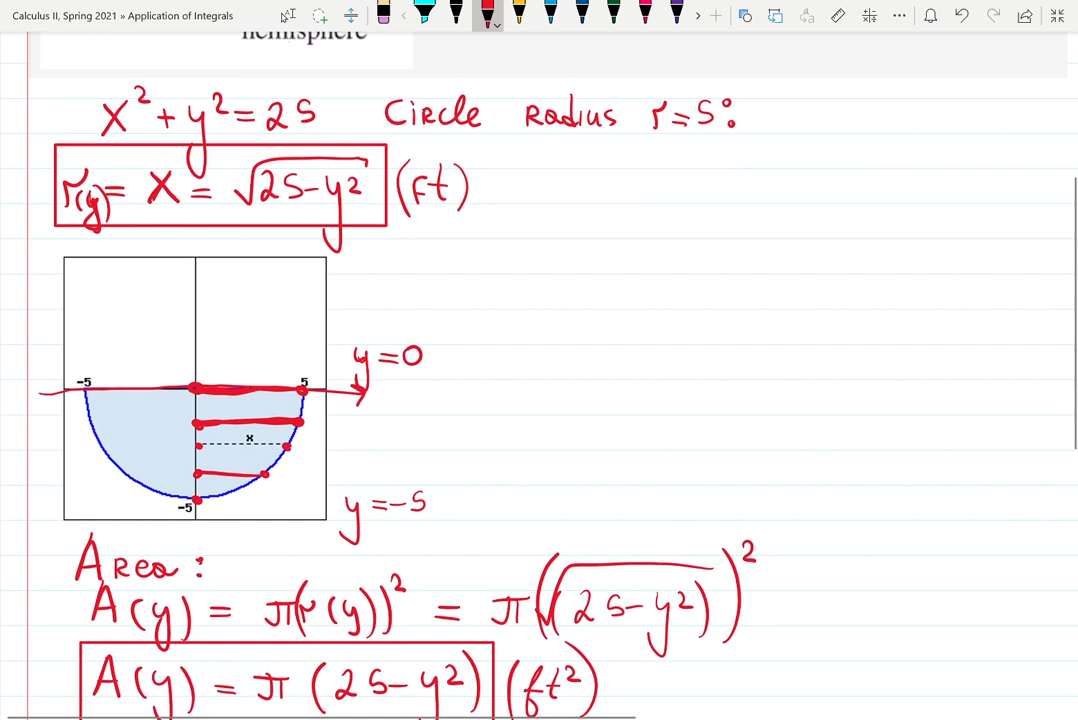 Calculus II, Spring 2021 » Application of Integrals
hemisphere
x² + y² = 25 Circle Radius r = 5:
r(y) = x = √25-y² (ft)
y = 0
-5 5
x
-5
y = -5
Area:
A(y) = π(r(y))² = π(√(25-y²))²
A(y) = π (25-y²) (ft²)